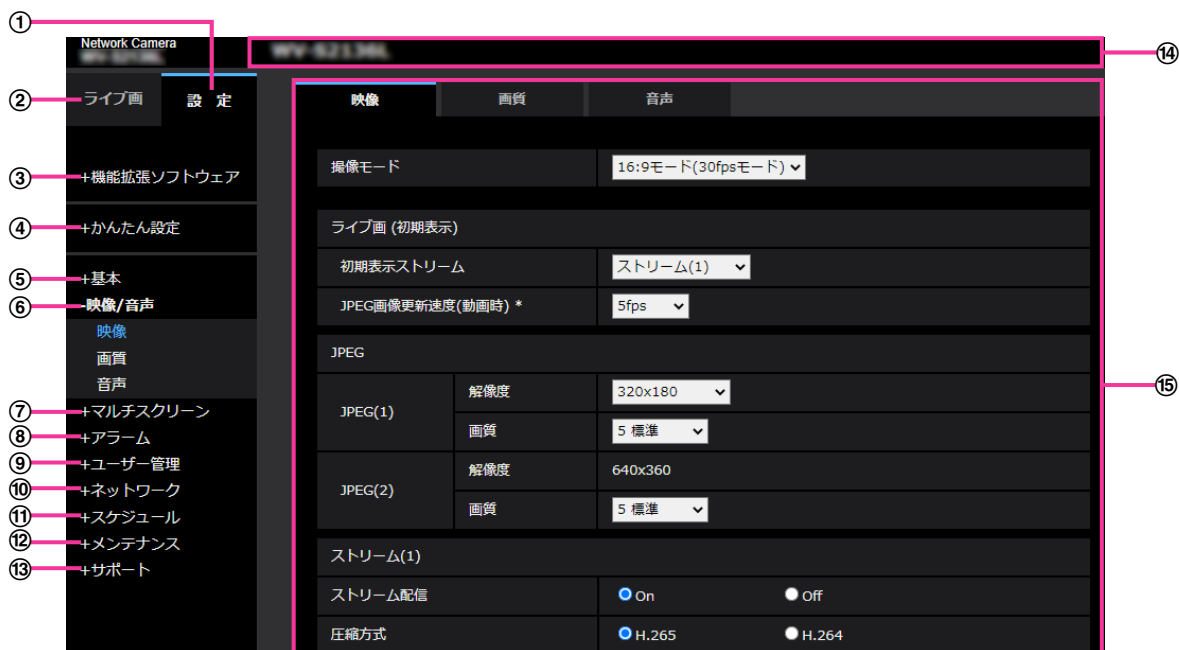 ①
Network Camera
⑭
② ライブ画 設 定
映像 画質 音声
撮像モード 16:9モード(30fpsモード)
③ +機能拡張ソフトウェア
④ +かんたん設定
ライブ画 (初期表示)
初期表示ストリーム ストリーム(1)
⑤ +基本
⑥ -映像/音声
JPEG画像更新速度(動画時) * 5fps
映像
画質
音声
JPEG
⑮
JPEG(1) 解像度 320x180
画質 5 標準
⑦ +マルチスクリーン
⑧ +アラーム
⑨ +ユーザー管理
⑩ +ネットワーク
⑪ +スケジュール
⑫ +メンテナンス
⑬ +サポート
JPEG(2) 解像度 640x360
画質 5 標準
ストリーム(1)
ストリーム配信 On Off
圧縮方式 H.265 H.264